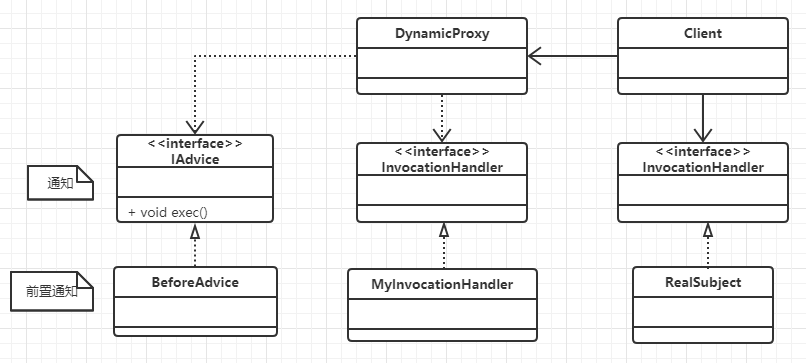 DynamicProxy
Client
<<interface>>
IAdvice
+ void exec()
<<interface>>
InvocationHandler
<<interface>>
InvocationHandler
通知
前置通知
BeforeAdvice
MyInvocationHandler
RealSubject